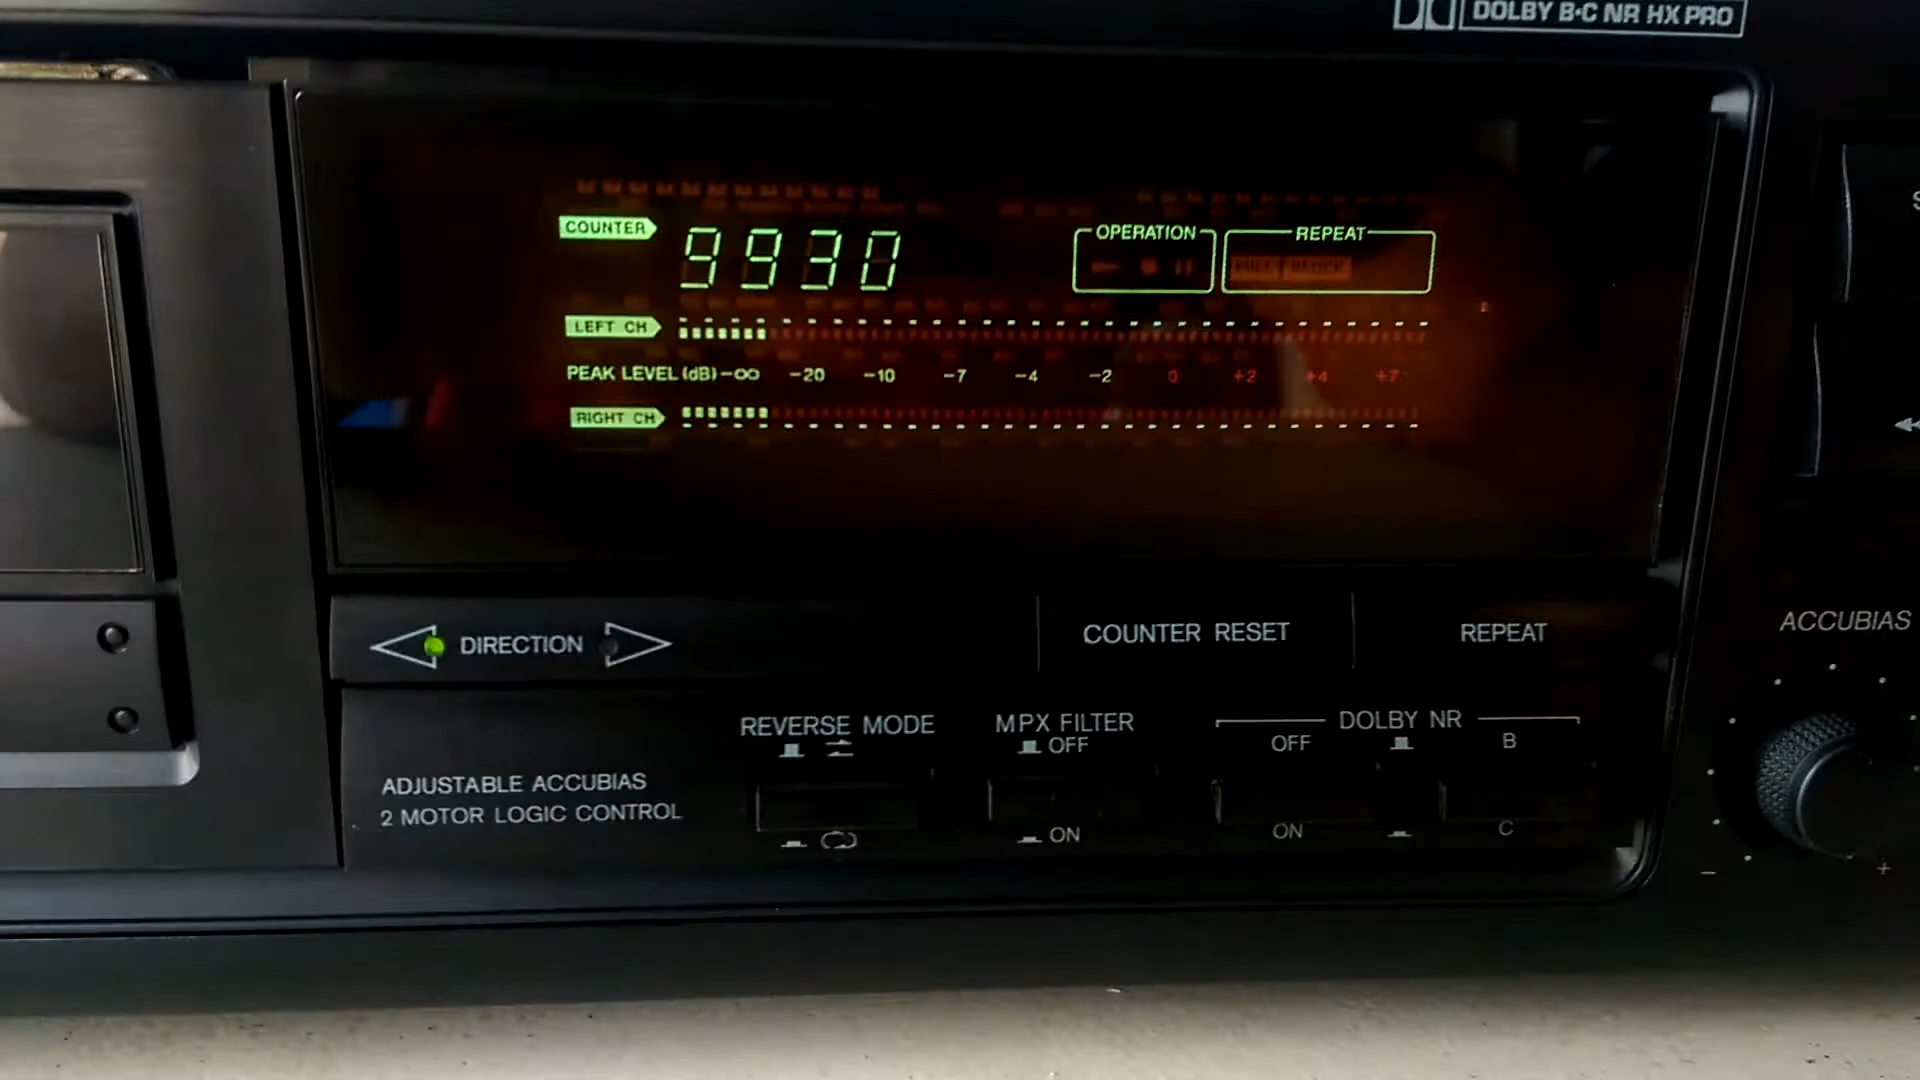 DOLBY B·C NR HX PRO
COUNTER 9930
OPERATION REPEAT
LEFT CH
PEAK LEVEL (dB) -∞ -20 -10 -7 -4 -2 0 +2 +4 +7
RIGHT CH
DIRECTION COUNTER RESET REPEAT
ACCUBIAS
REVERSE MODE MPX FILTER DOLBY NR
OFF OFF B
ADJUSTABLE ACCUBIAS
2 MOTOR LOGIC CONTROL
ON ON C
- +